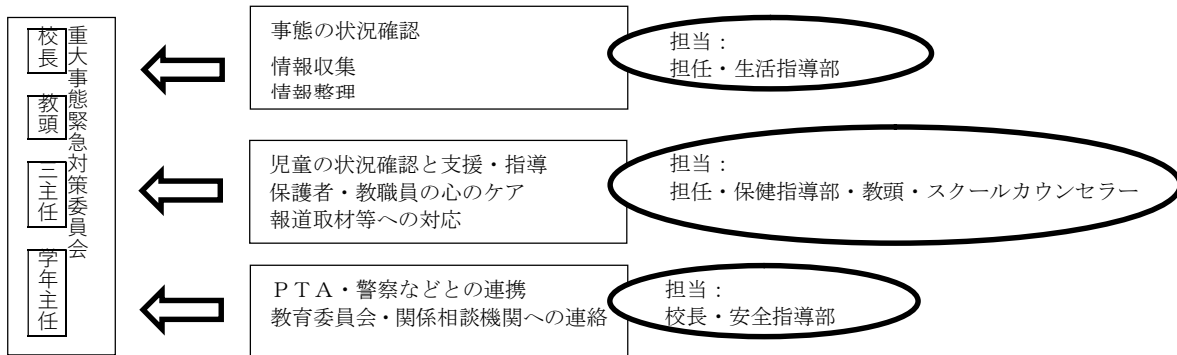 重大事態緊急対策委員会
校長
教頭
三主任
学年主任
事態の状況確認
情報収集
情報整理
担当：
担任・生活指導部
児童の状況確認と支援・指導
保護者・教職員の心のケア
報道取材等への対応
担当：
担任・保健指導部・教頭・スクールカウンセラー
ＰＴＡ・警察などとの連携
教育委員会・関係相談機関への連絡
担当：
校長・安全指導部